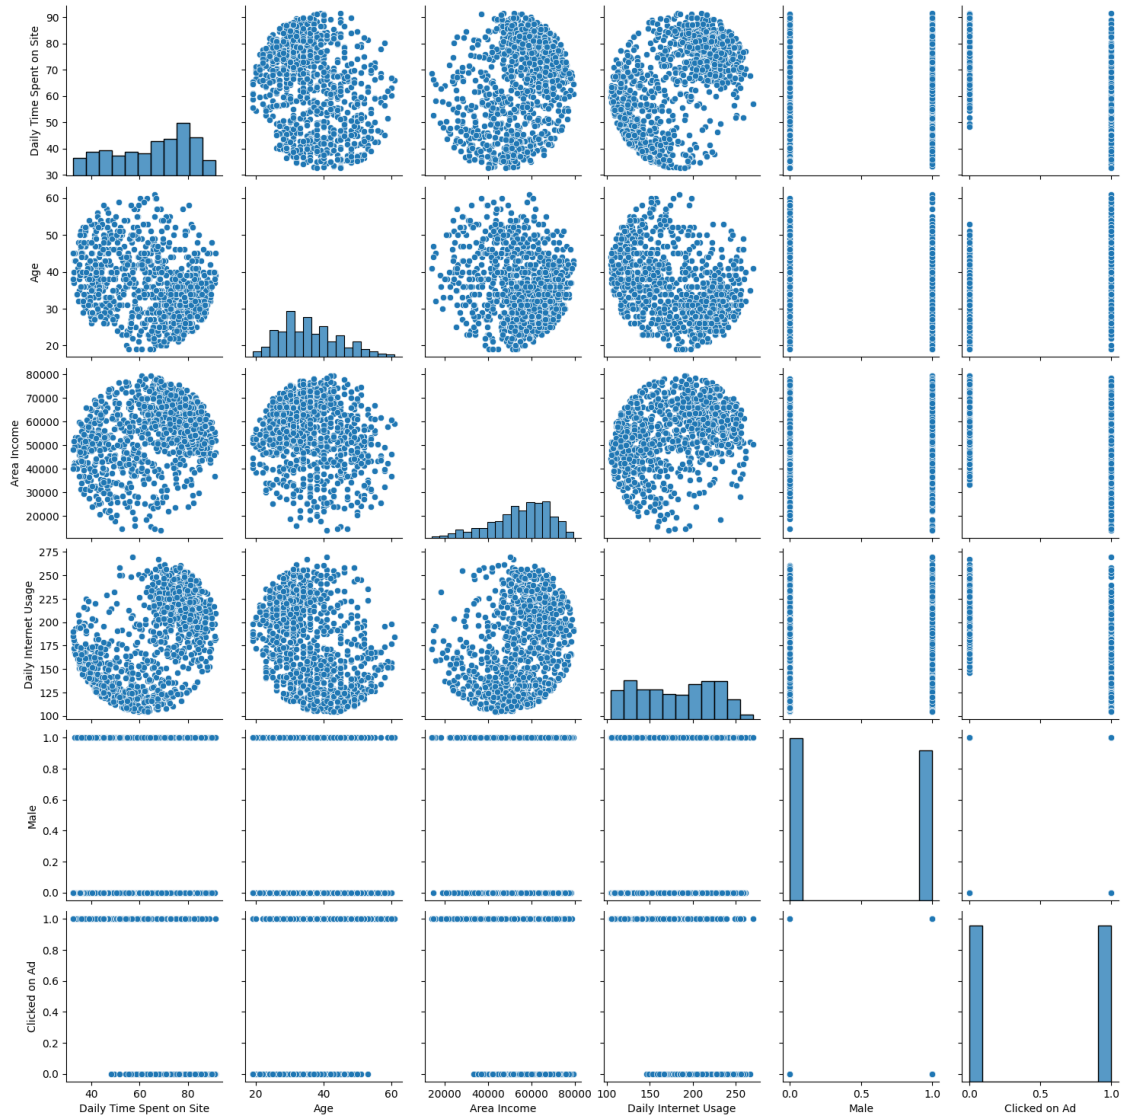 90
80
70
60
50
40
30
Daily Time Spent on Site
60
50
40
30
20
Age
80000
70000
60000
50000
40000
30000
20000
Area Income
275
250
225
200
175
150
125
100
Daily Internet Usage
1.0
0.8
0.6
0.4
0.2
0.0
Male
1.0
0.8
0.6
0.4
0.2
0.0
Clicked on Ad
40 60 80
20 40 60
20000 40000 60000 80000
100 150 200 250
0.0 0.5 1.0
0.0 0.5 1.0
Daily Time Spent on Site
Age
Area Income
Daily Internet Usage
Male
Clicked on Ad